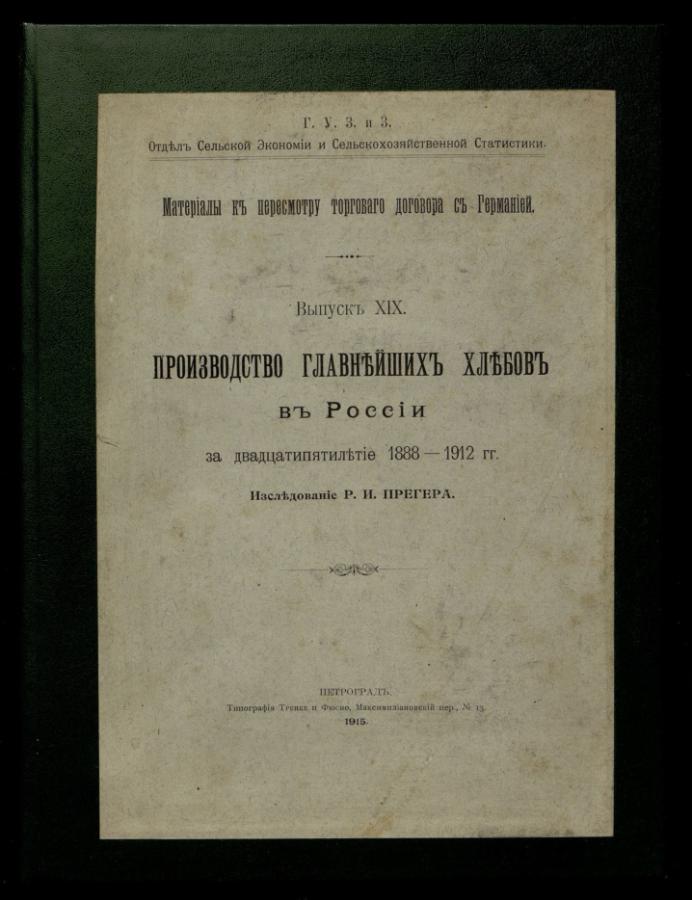 Г. У. З. и З.
Отдѣлъ Сельской Экономіи и Сельскохозяйственной Статистики.
Матеріалы къ пересмотру торговаго договора съ Германіей.
Выпускъ XIX.
ПРОИЗВОДСТВО ГЛАВНѢЙШИХЪ ХЛѢБОВЪ
въ Россіи
за двадцатипятилѣтіе 1888 — 1912 гг.
Изслѣдованіе Р. И. ПРЕГЕРА.
ПЕТРОГРАДЪ.
Типографія Тренке и Фюсно, Максимиліановскій пер., № 13.
1915.